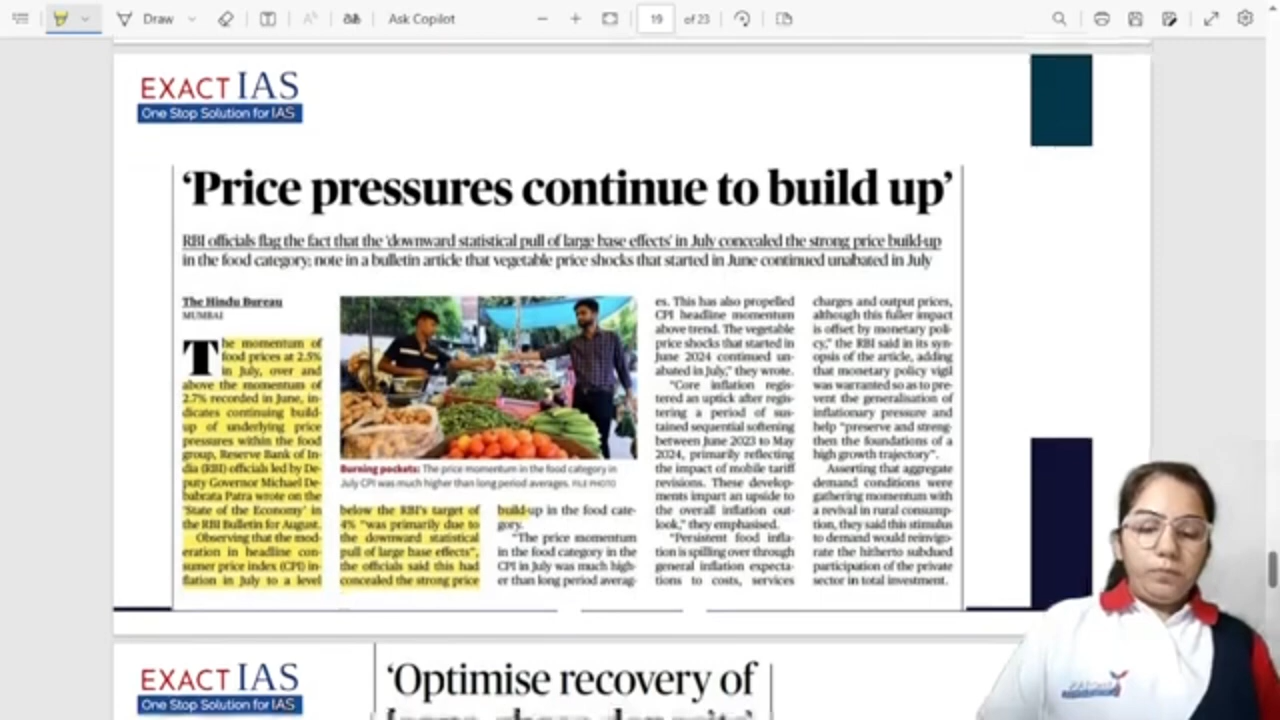 Draw
Ask Copilot
19
of 23
EXACT IAS
One Stop Solution for IAS
'Price pressures continue to build up'
RBI officials flag the fact that the 'downward statistical pull of large base effects' in July concealed the strong price build-up
in the food category; note in a bulletin article that vegetable price shocks that started in June continued unabated in July
The Hindu Bureau
MUMBAI
The momentum of
food prices at 2.5%
in July, over and
above the momentum of
2.7% recorded in June, in-
dicates continuing build-
up of underlying price
pressures within the food
group, Reserve Bank of In-
dia (RBI) officials led by De-
puty Governor Michael De-
babrata Patra wrote on the
'State of the Economy' in
the RBI Bulletin for August.
Observing that the mod-
eration in headline con-
sumer price index (CPI) in-
flation in July to a level
Burning pockets: The price momentum in the food category in
July CPI was much higher than long period averages. FILE PHOTO
below the RBI's target of
4% "was primarily due to
the downward statistical
pull of large base effects",
the officials said this had
concealed the strong price
build-up in the food cate-
gory.
"The price momentum
in the food category in the
CPI in July was much high-
er than long period averag-
es. This has also propelled
CPI headline momentum
above trend. The vegetable
price shocks that started in
June 2024 continued un-
abated in July," they wrote.
"Core inflation regis-
tered an uptick after regis-
tering a period of sus-
tained sequential softening
between June 2023 to May
2024, primarily reflecting
the impact of mobile tariff
revisions. These develop-
ments impart an upside to
the overall inflation out-
look," they emphasised.
"Persistent food infla-
tion is spilling over through
general inflation expecta-
tions to costs, services
charges and output prices,
although this fuller impact
is offset by monetary poli-
cy," the RBI said in its syn-
opsis of the article, adding
that monetary policy vigil
was warranted so as to pre-
vent the generalisation of
inflationary pressure and
help "preserve and streng-
then the foundations of a
high growth trajectory".
Asserting that aggregate
demand conditions were
gathering momentum with
a revival in rural consump-
tion, they said this stimulus
to demand would reinvigo-
rate the hitherto subdued
participation of the private
sector in total investment.
EXACT IAS
One Stop Solution for IAS
'Optimise recovery of